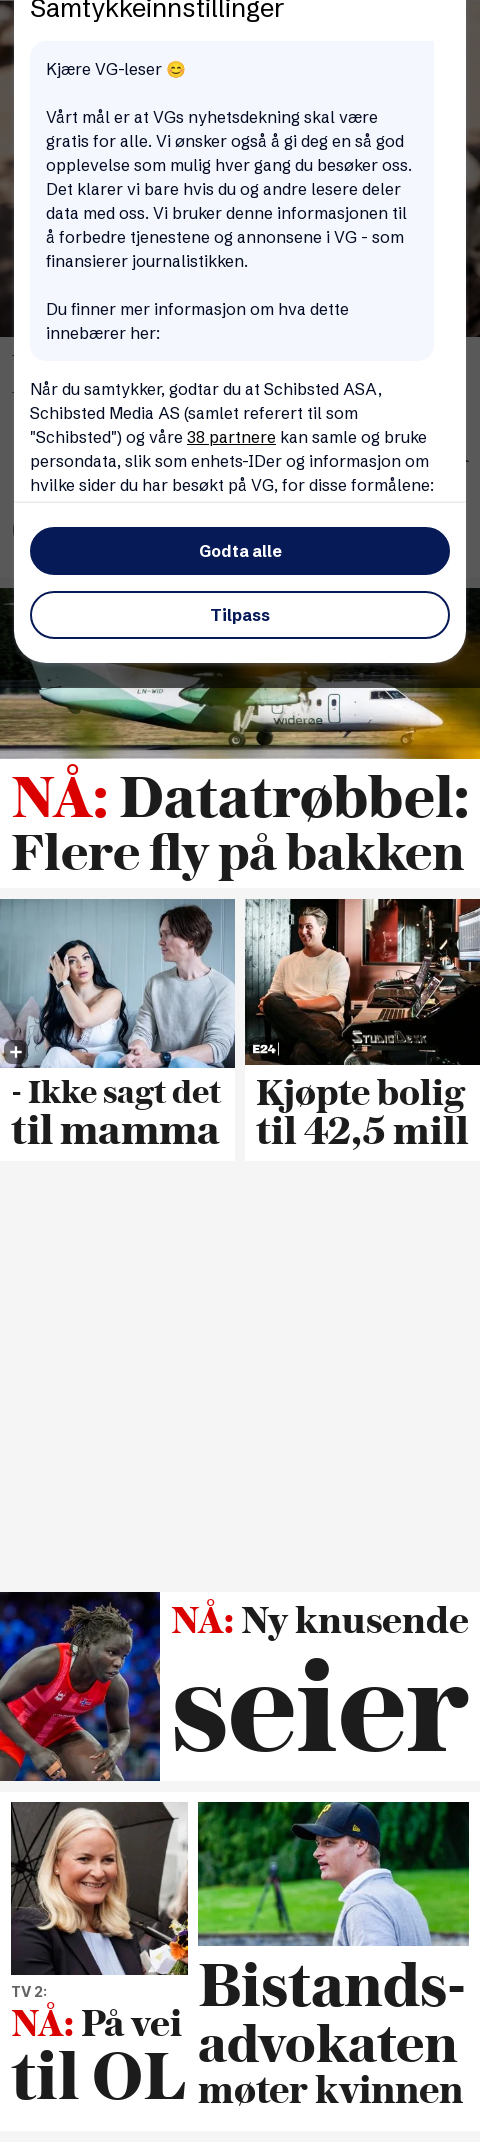 Samtykkeinnstillinger
Kjære VG-leser 😊
Vårt mål er at VGs nyhetsdekning skal være
gratis for alle. Vi ønsker også å gi deg en så god
opplevelse som mulig hver gang du besøker oss.
Det klarer vi bare hvis du og andre lesere deler
data med oss. Vi bruker denne informasjonen til
å forbedre tjenestene og annonsene i VG - som
finansierer journalistikken.
Du finner mer informasjon om hva dette
innebærer her:
Når du samtykker, godtar du at Schibsted ASA,
Schibsted Media AS (samlet referert til som
"Schibsted") og våre 38 partnere kan samle og bruke
persondata, slik som enhets-IDer og informasjon om
hvilke sider du har besøkt på VG, for disse formålene:
Godta alle
Tilpass
LN-WID
widerøe
NÅ: Datatrøbbel:
Flere fly på bakken
E24
StudioDesk
- Ikke sagt det
til mamma
Kjøpte bolig
til 42,5 mill
NÅ: Ny knusende
seier
TV 2:
NÅ: På vei
til OL
Bistands-
advokaten
møter kvinnen